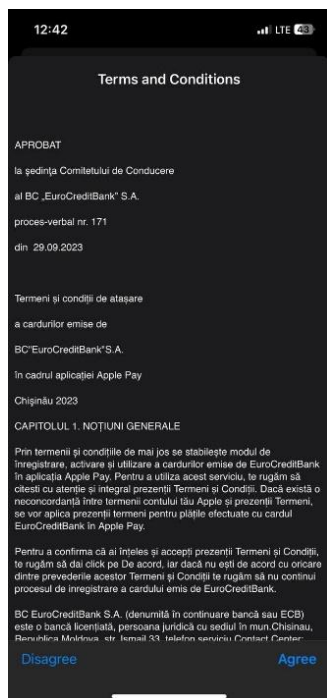 12:42
LTE 43
Terms and Conditions
APROBAT
la ședința Comitetului de Conducere
al BC „EuroCreditBank" S.A.
proces-verbal nr. 171
din 29.09.2023
Termeni și condiții de atașare
a cardurilor emise de
BC"EuroCreditBank"S.A.
în cadrul aplicației Apple Pay
Chișinău 2023
CAPITOLUL 1. NOȚIUNI GENERALE
Prin termenii și condițiile de mai jos se stabilește modul de
înregistrare, activare și utilizare a cardurilor emise de EuroCreditBank
în aplicația Apple Pay. Pentru a utiliza acest serviciu, te rugăm să
citesti cu atenție și integral prezenții Termeni și Condiții. Dacă există o
neconcordanță între termenii contului tău Apple și prezenții Termeni,
se vor aplica prezenții termeni pentru plățile efectuate cu cardul
EuroCreditBank în Apple Pay.
Pentru a confirma că ai înțeles și accepți prezenții Termeni și Condiții,
te rugăm să dai click pe De acord, iar dacă nu ești de acord cu oricare
dintre prevederile acestor Termeni și Condiții te rugăm să nu continui
procesul de inregistrare a cardului emis de EuroCreditBank.
BC EuroCreditBank S.A. (denumită în continuare bancă sau ECB)
este o bancă licențiată, persoana juridică cu sediul în mun.Chisinau,
Republica Moldova, str. Ismail 33, telefon serviciu Contact Center:
Disagree
Agree